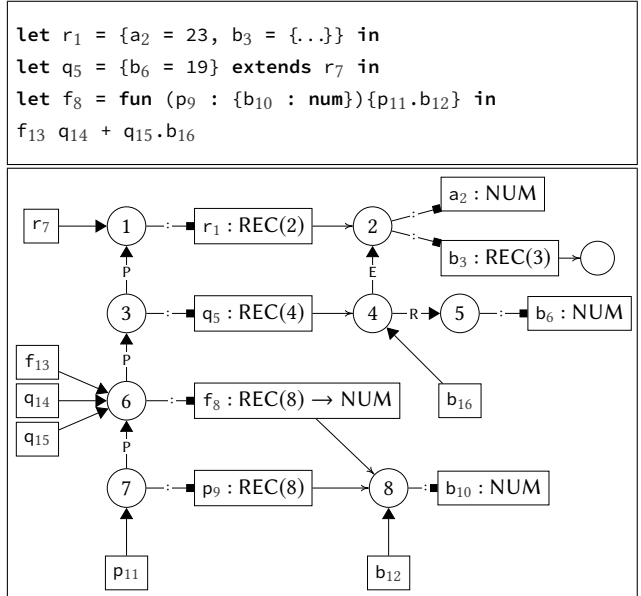 let r₁ = {a₂ = 23, b₃ = {...}} in
let q₅ = {b₆ = 19} extends r₇ in
let f₈ = fun (p₉ : {b₁₀ : num}){p₁₁.b₁₂} in
f₁₃ q₁₄ + q₁₅.b₁₆
a₂ : NUM
r₇ 1 : r₁ : REC(2) 2 :
: b₃ : REC(3)
P E
3 : q₅ : REC(4) 4 R 5 : b₆ : NUM
P
f₁₃
q₁₄ 6 : f₈ : REC(8) → NUM b₁₆
q₁₅
P
7 : p₉ : REC(8) 8 : b₁₀ : NUM
p₁₁ b₁₂